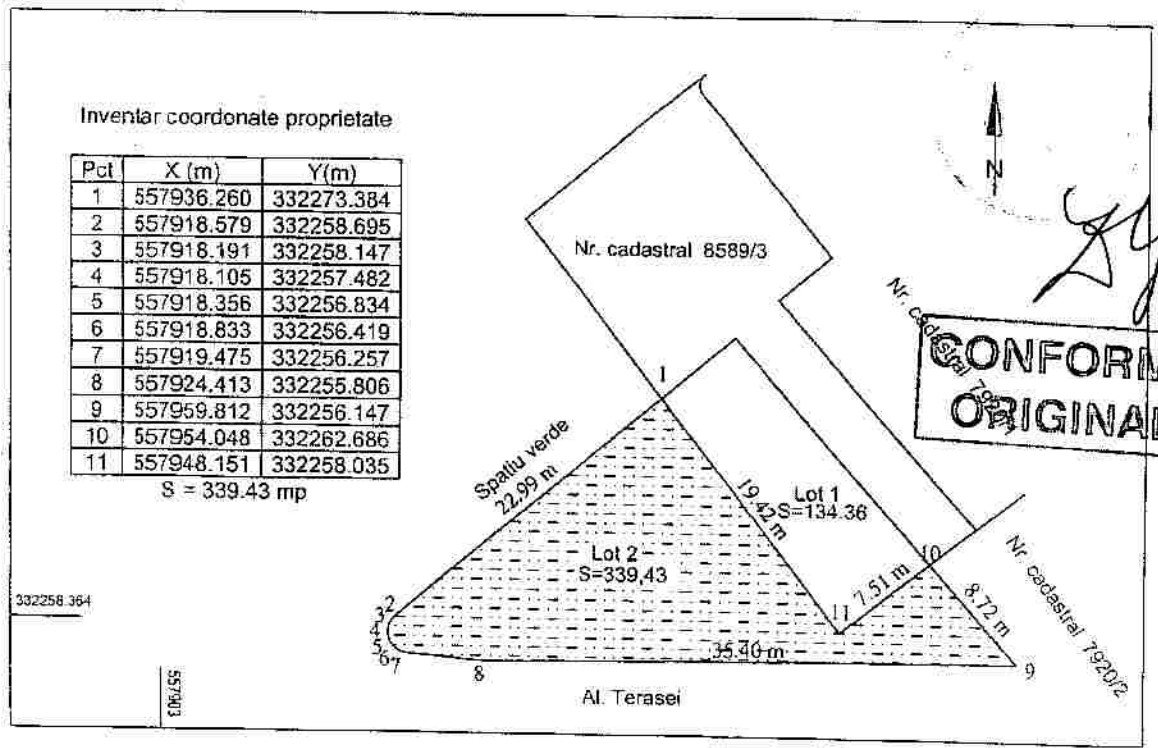 Inventar coordonate proprietate
Pct X (m) Y(m)
1 557936.260 332273.384
2 557918.579 332258.695
3 557918.191 332258.147
4 557918.105 332257.482
5 557918.356 332256.834
6 557918.833 332256.419
7 557919.475 332256.257
8 557924.413 332255.806
9 557959.812 332256.147
10 557954.048 332262.686
11 557948.151 332258.035
S = 339.43 mp
N
Nr. cadastral 8589/3
Nr. cadastral
CONFORM
ORIGINAL
1
Spatiu verde
22.99 m
19.42 m
Lot 1
S=134.36
10
Lot 2
S=339,43
7.51 m
8.72 m
Nr cadastral 7920/2
11
332258.364
2
3
4
5
6
7
8
35.40 m
9
557903
Al. Terasei